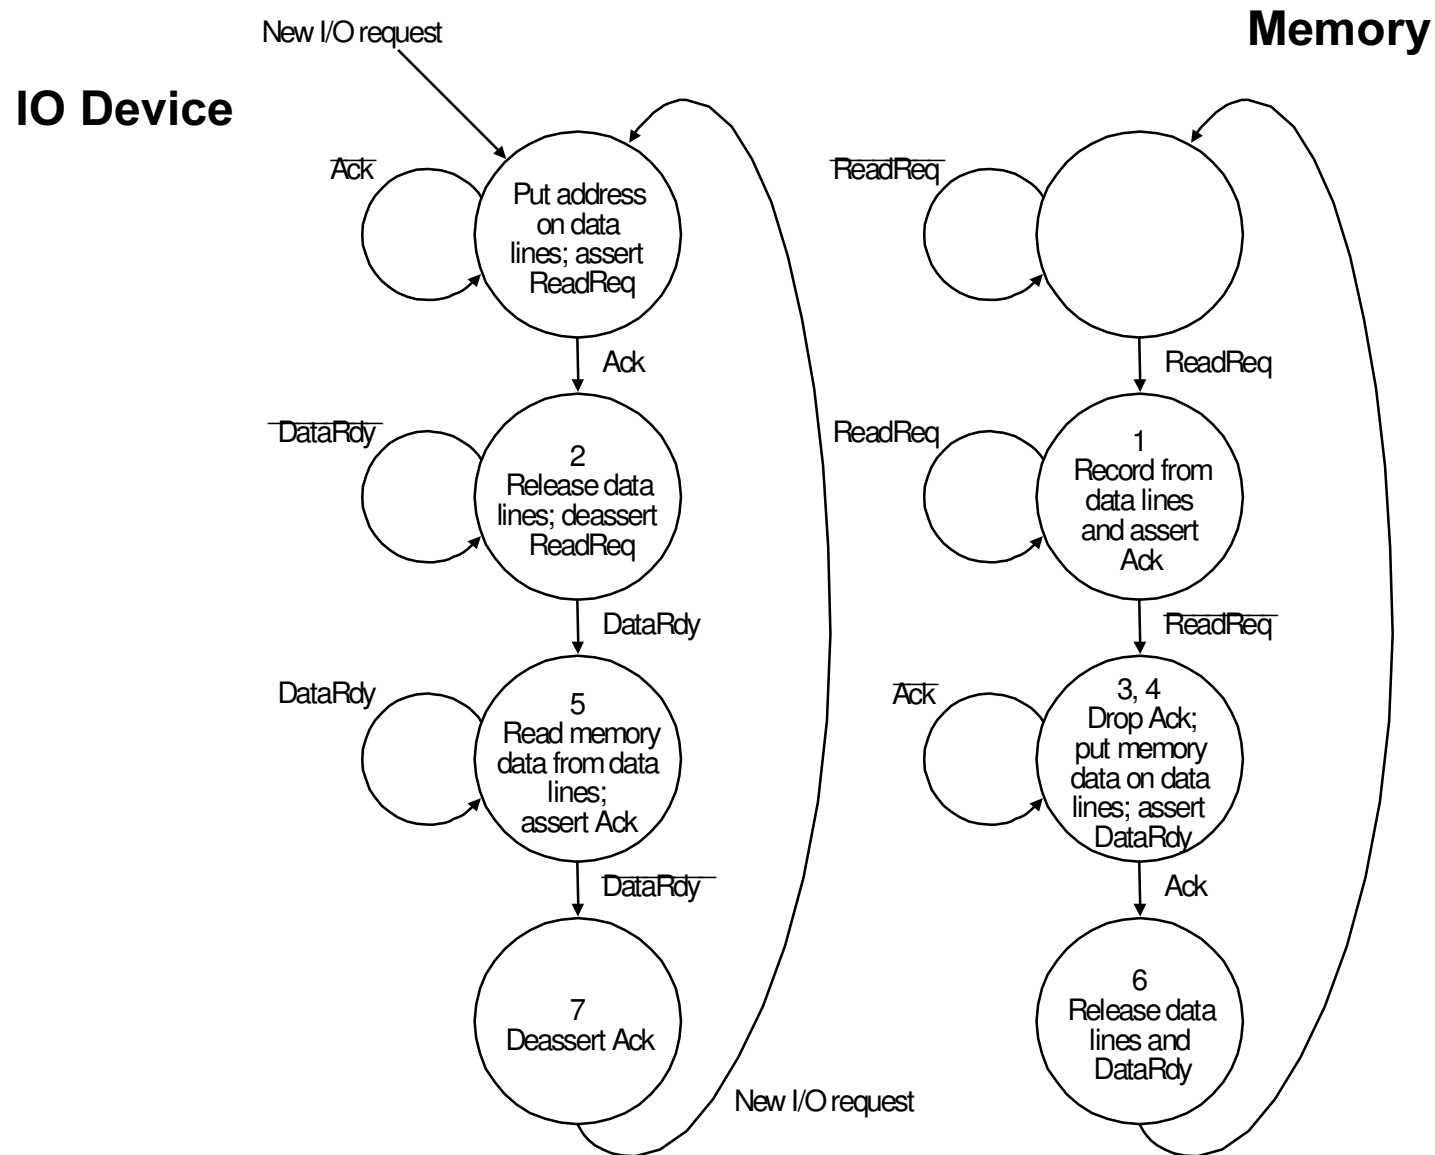 New I/O request
Memory
IO Device
Ack
Put address
on data
lines; assert
ReadReq
ReadReq
Ack
ReadReq
DataRdy
2
Release data
lines; deassert
ReadReq
ReadReq
1
Record from
data lines
and assert
Ack
DataRdy
ReadReq
DataRdy
5
Read memory
data from data
lines;
assert Ack
Ack
3, 4
Drop Ack;
put memory
data on data
lines; assert
DataRdy
DataRdy
Ack
7
Deassert Ack
6
Release data
lines and
DataRdy
New I/O request